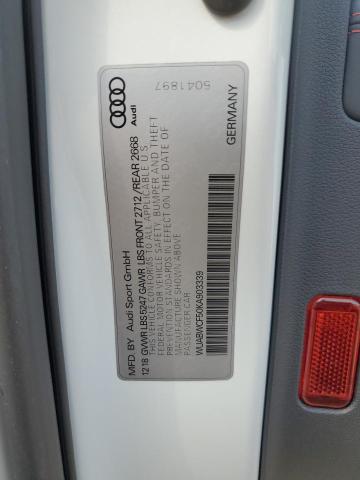 Audi
5041897
MFD. BY Audi Sport GmbH
12.18 GVWR LBS 5247 GAWR LBS FRONT 2712 / REAR 2668
THIS VEHICLE CONFORMS TO ALL APPLICABLE U.S.
FEDERAL MOTOR VEHICLE SAFETY, BUMPER AND THEFT
PREVENTION STANDARDS IN EFFECT ON THE DATE OF
MANUFACTURE SHOWN ABOVE
PASSENGER CAR
WUABWCF50KA903339
GERMANY